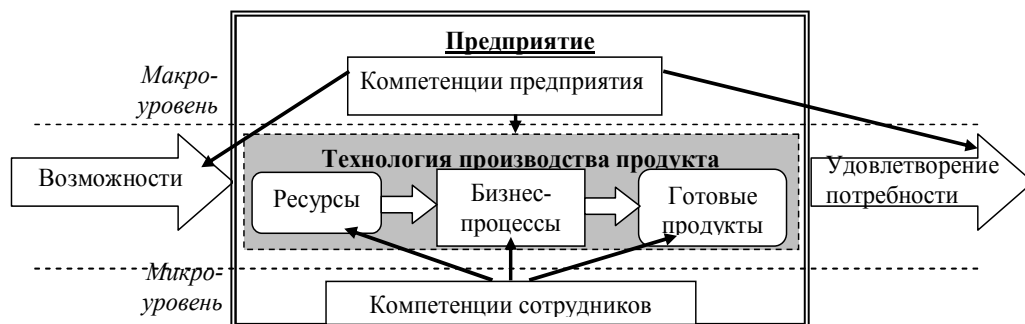 Предприятие
Макро-
уровень
Компетенции предприятия
Технология производства продукта
Возможности
Ресурсы
Бизнес-
процессы
Готовые
продукты
Удовлетворение
потребности
Микро-
уровень
Компетенции сотрудников